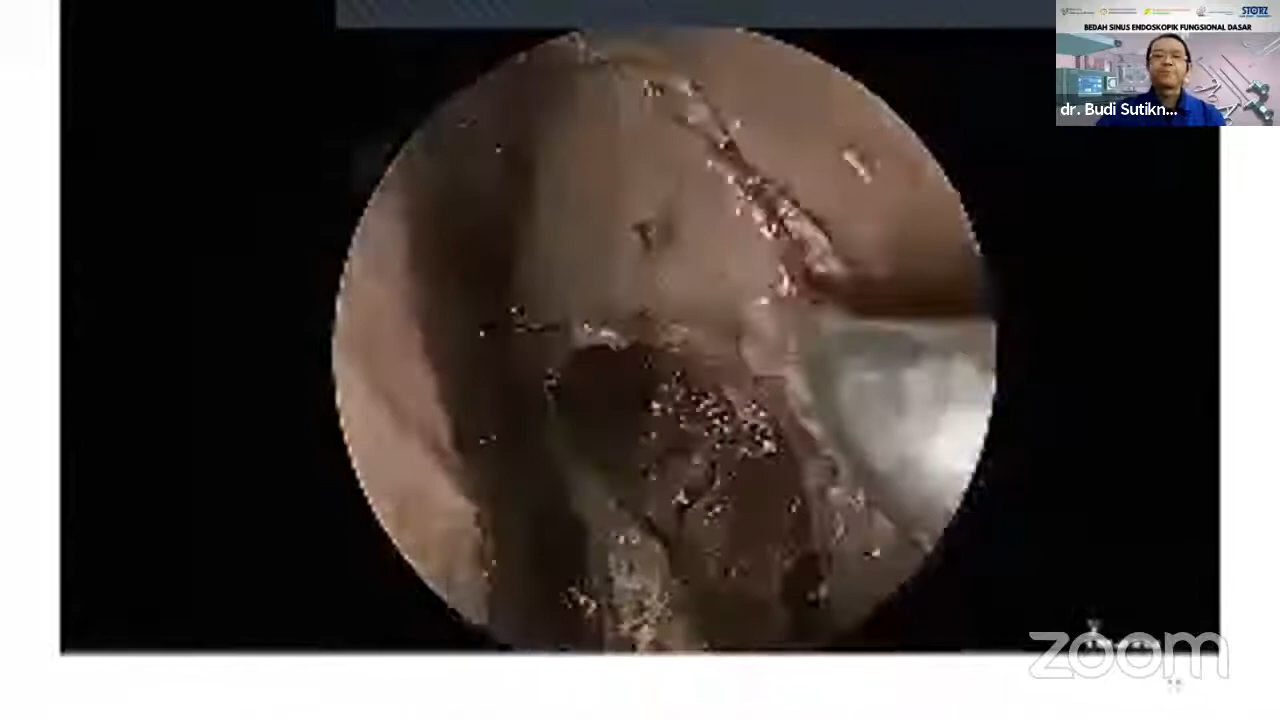 STORZ
BEDAH SINUS ENDOSKOPIK FUNGSIONAL DASAR
dr. Budi Sutikn...
zoom